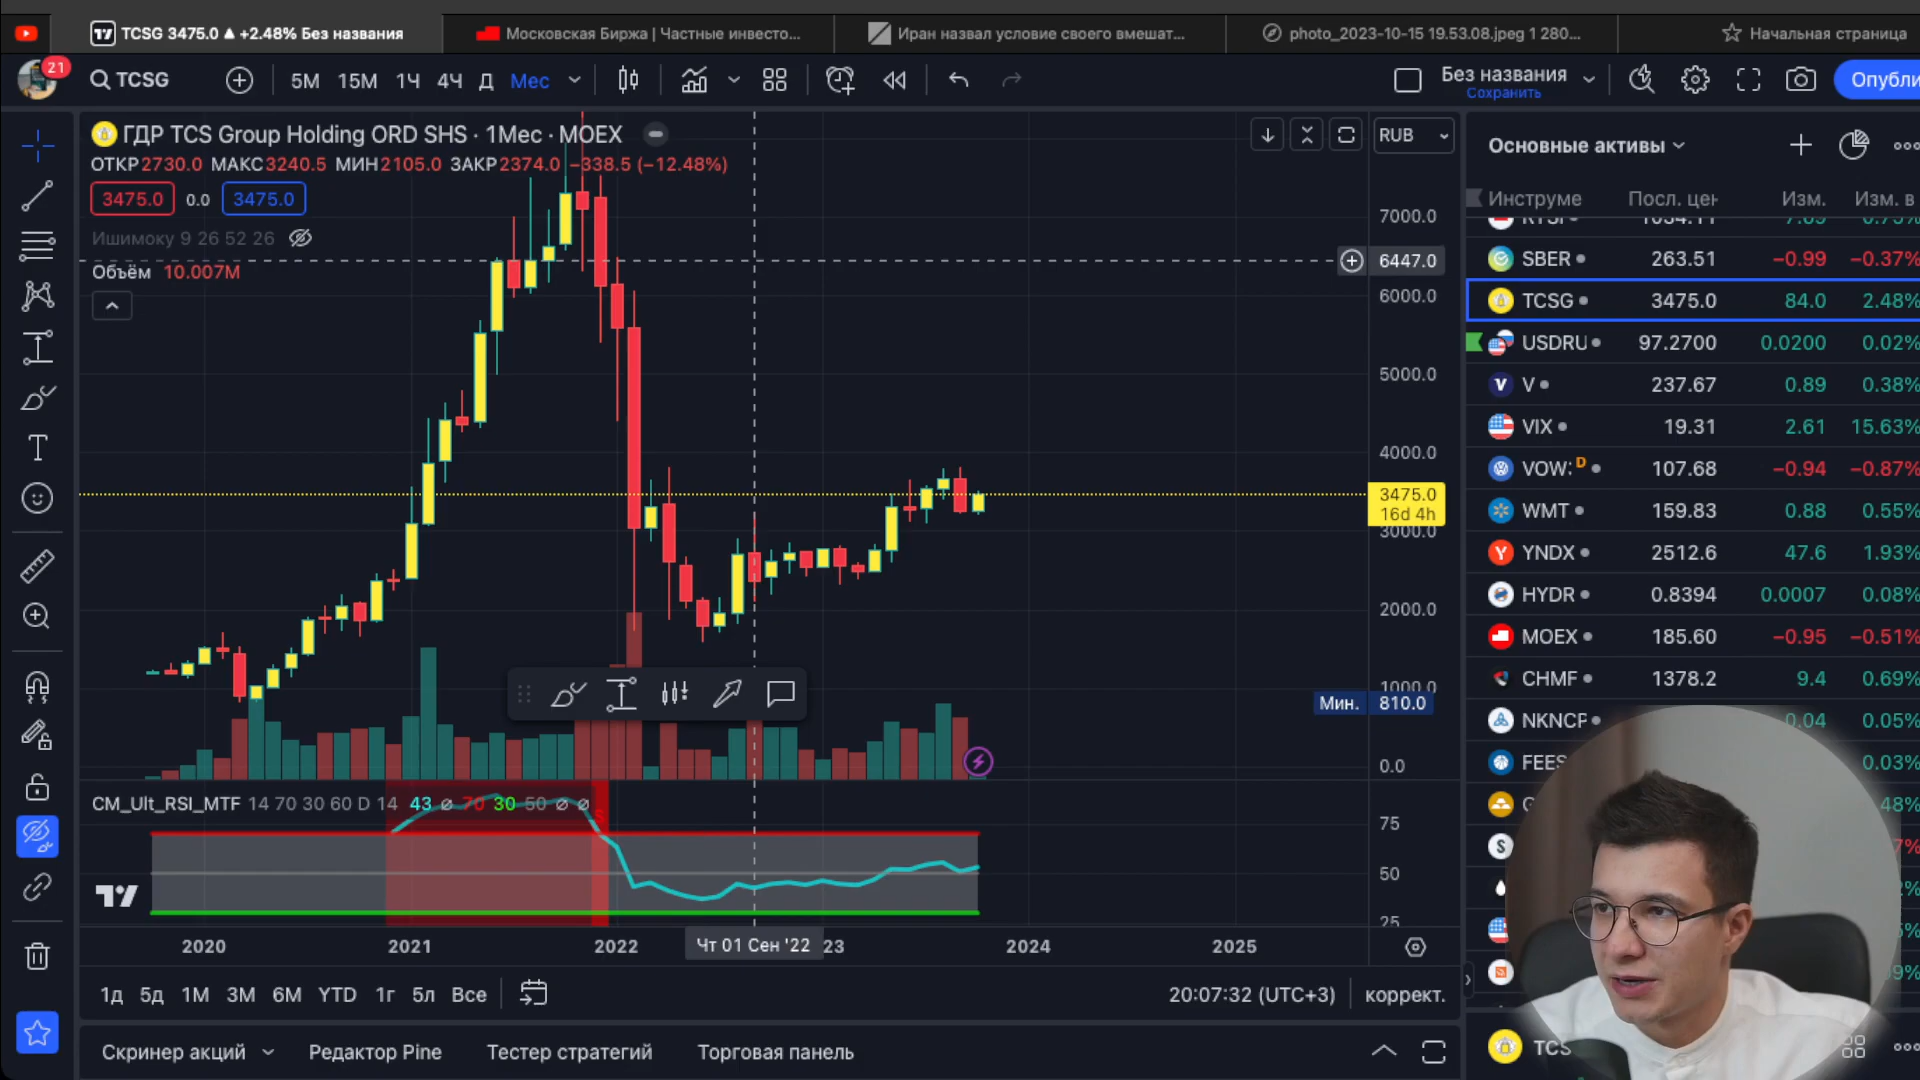 TCSG 3475.0 ▲ +2.48% Без названия
Московская Биржа | Частные инвесто...
Иран назвал условие своего вмешат...
photo_2023-10-15 19.53.08.jpeg 1 280...
Начальная страница
21
TCSG
5М 15М 1Ч 4Ч Д Мес
Без названия
Сохранить
Опубли
ГДР TCS Group Holding ORD SHS · 1Мес · MOEX
ОТКР2730.0 МАКС3240.5 МИН2105.0 ЗАКР2374.0 −338.5 (−12.48%)
3475.0 0.0 3475.0
Ишимоку 9 26 52 26
Объём 10.007M
RUB
7000.0
6447.0
6000.0
5000.0
4000.0
3475.0
16d 4h
3000.0
2000.0
1000.0
Мин. 810.0
0.0
CM_Ult_RSI_MTF 14 70 30 60 D 14 43 ∅ 70 30 50 ∅ ∅
75
50
25
2020 2021 2022 Чт 01 Сен '22 23 2024 2025
1д 5д 1М 3М 6М YTD 1г 5л Все
20:07:32 (UTC+3) коррект.
Скринер акций Редактор Pine Тестер стратегий Торговая панель
Основные активы
Инструме Посл. цен Изм. Изм. в
SBER 263.51 −0.99 −0.37%
TCSG 3475.0 84.0 2.48%
USDRU 97.2700 0.0200 0.02%
V 237.67 0.89 0.38%
VIX 19.31 2.61 15.63%
VOW: D 107.68 −0.94 −0.87%
WMT 159.83 0.88 0.55%
YNDX 2512.6 47.6 1.93%
HYDR 0.8394 0.0007 0.08%
MOEX 185.60 −0.95 −0.51%
CHMF 1378.2 9.4 0.69%
NKNCP 0.04 0.05%
FEES 0.03%
48%
7%
TCS